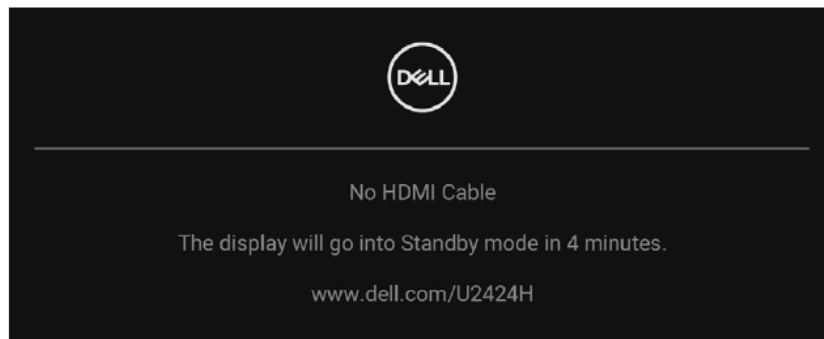 DELL
No HDMI Cable
The display will go into Standby mode in 4 minutes.
www.dell.com/U2424H